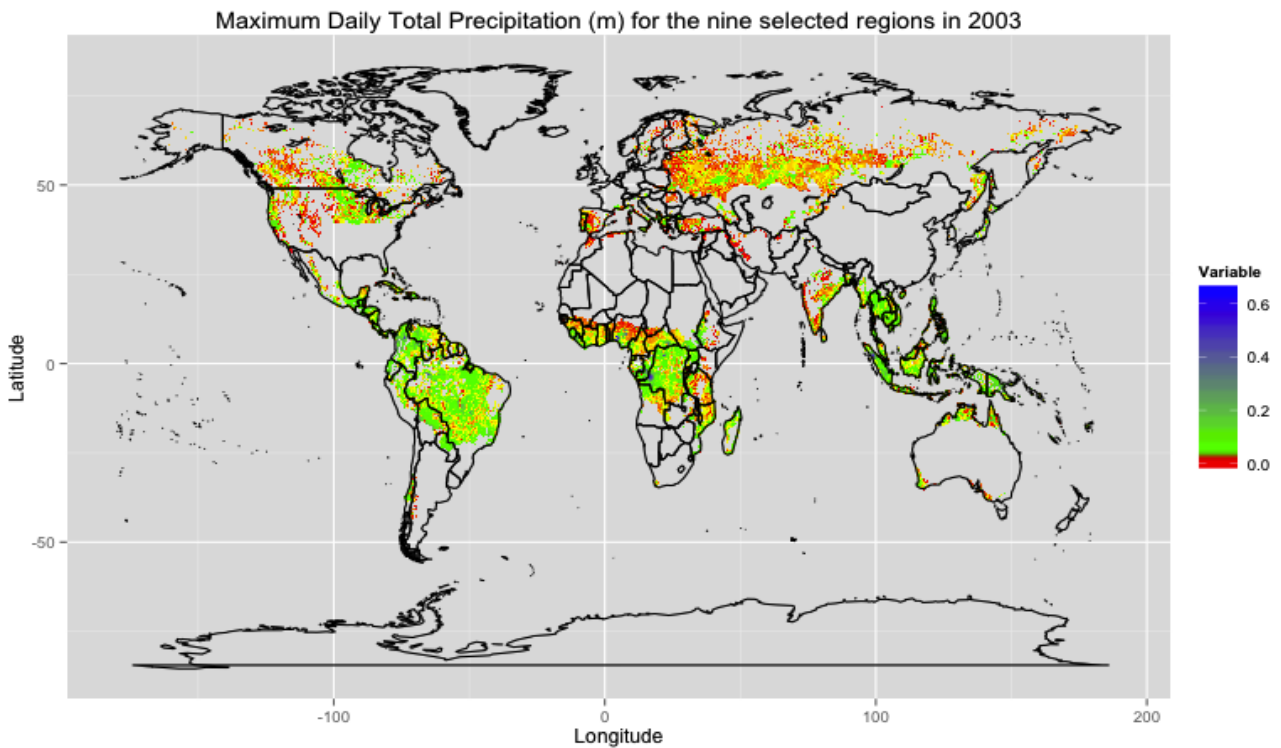 Maximum Daily Total Precipitation (m) for the nine selected regions in 2003
Latitude
50
0
-50
-100
0
100
200
Longitude
Variable
0.6
0.4
0.2
0.0